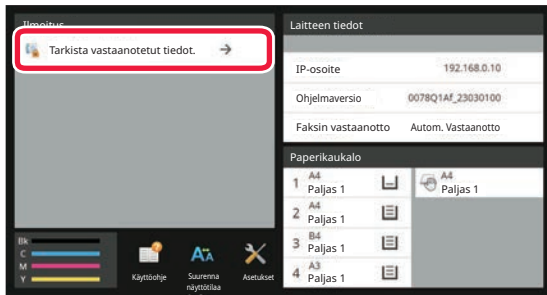 Ilmoitus
Tarkista vastaanotetut tiedot.
Laitteen tiedot
IP-osoite 192.168.0.10
Ohjelmaversio 0078Q1Af_23030100
Faksin vastaanotto Autom. Vastaanotto
Paperikaukalo
1 A4
Paljas 1
A4
Paljas 1
2 A4
Paljas 1
3 B4
Paljas 1
4 A3
Paljas 1
Bk
C
M
Y
Käyttöohje
Suurenna
näyttötilaa
Asetukset